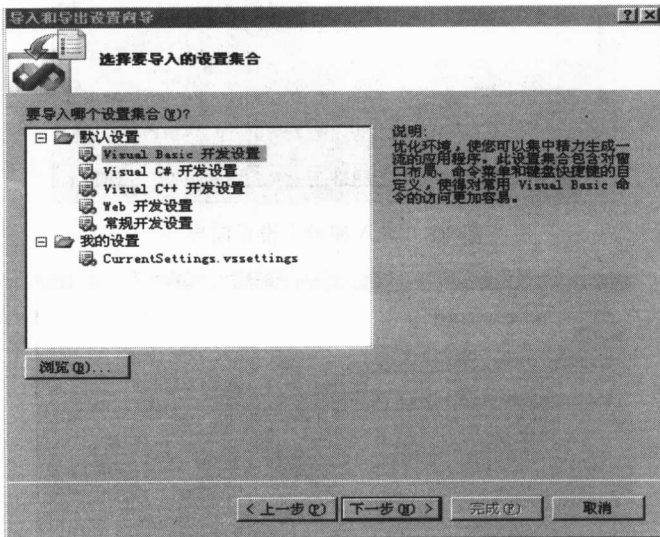 导入和导出设置向导
选择要导入的设置集合
要导入哪个设置集合(W)?
默认设置
Visual Basic 开发设置
Visual C# 开发设置
Visual C++ 开发设置
Web 开发设置
常规开发设置
我的设置
CurrentSettings.vssettings
浏览(B)...
说明:
优化环境，使您可以集中精力生成一
流的应用程序。此设置集合包含对窗
口布局、命令菜单和键盘快捷键的自
定义，使得对常用 Visual Basic 命
令的访问更加容易。
< 上一步(P)
下一步(N) >
完成(F)
取消